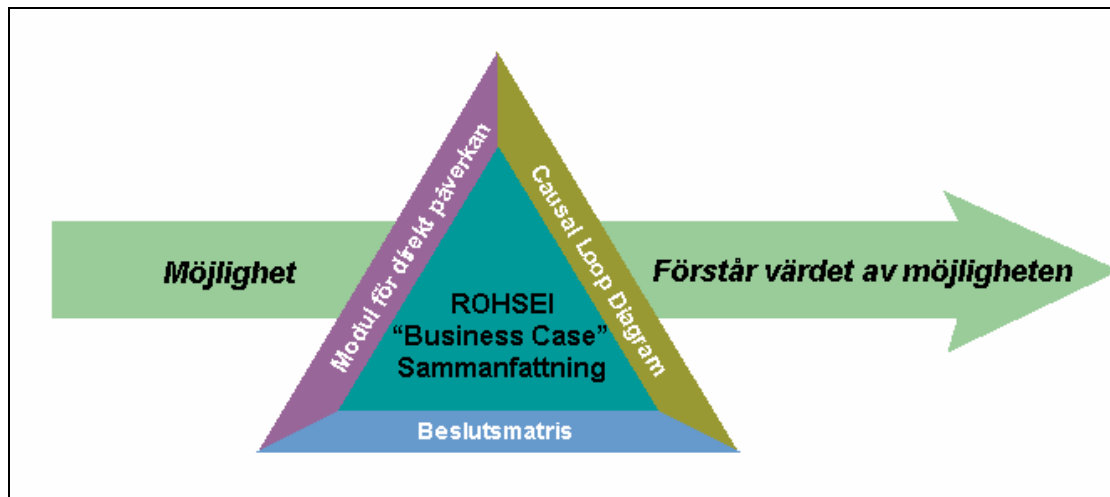 Möjlighet
Modul för direkt påverkan
ROHSEI
“Business Case”
Sammanfattning
Causal Loop Diagram
Beslutsmatris
Förstår värdet av möjligheten